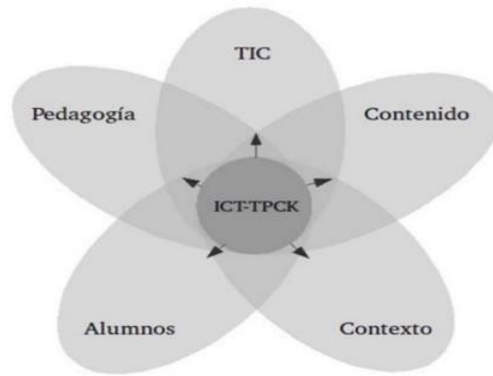 TIC
Pedagogía
Contenido
ICT-TPCK
Alumnos
Contexto